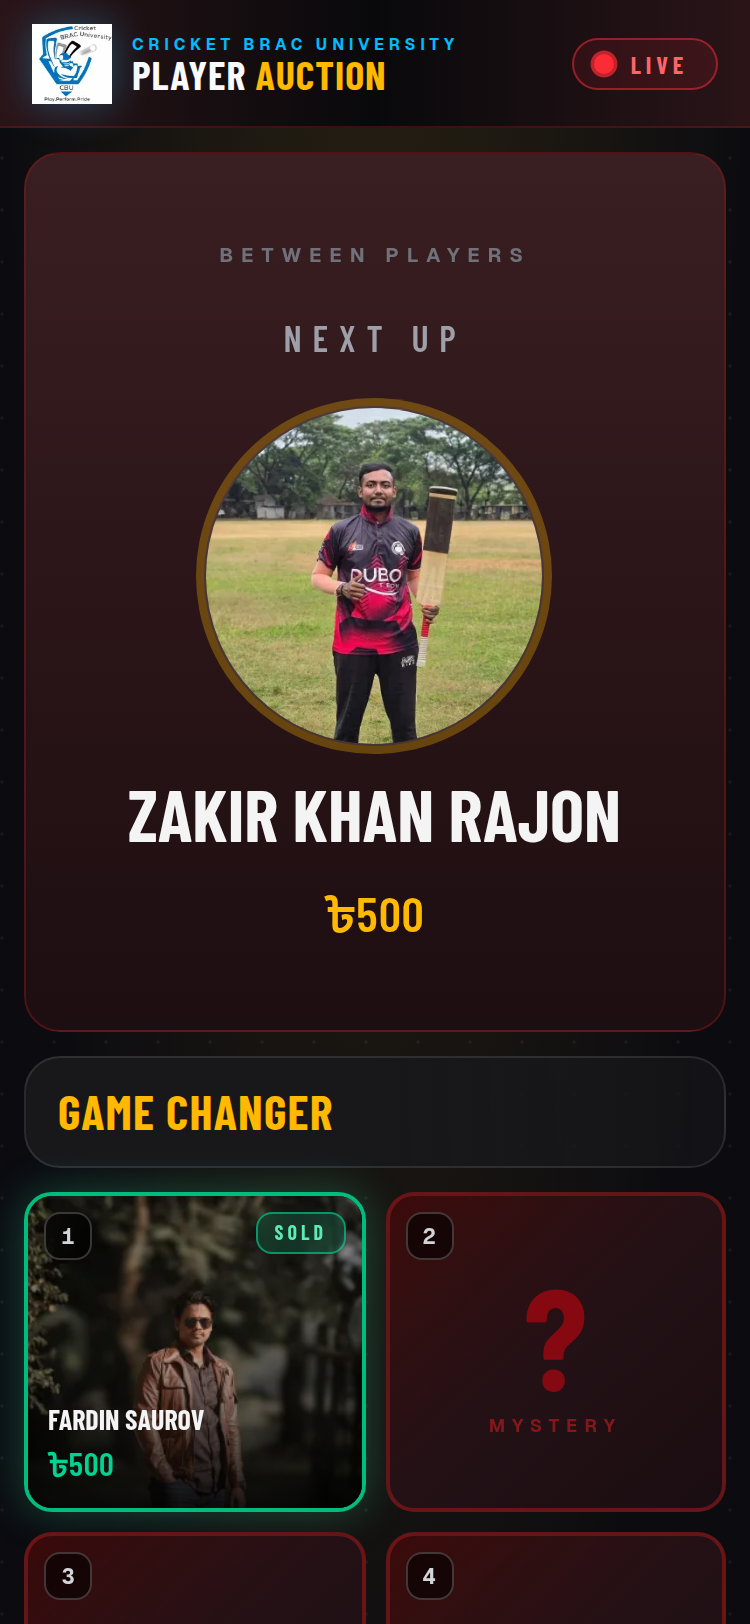 Cricket
BRAC University
CBU
Play.Perform.Pride
CRICKET BRAC UNIVERSITY
PLAYER AUCTION
LIVE
BETWEEN PLAYERS
NEXT UP
DUBO
ZAKIR KHAN RAJON
৳500
GAME CHANGER
1
SOLD
FARDIN SAUROV
৳500
2
?
MYSTERY
3
4